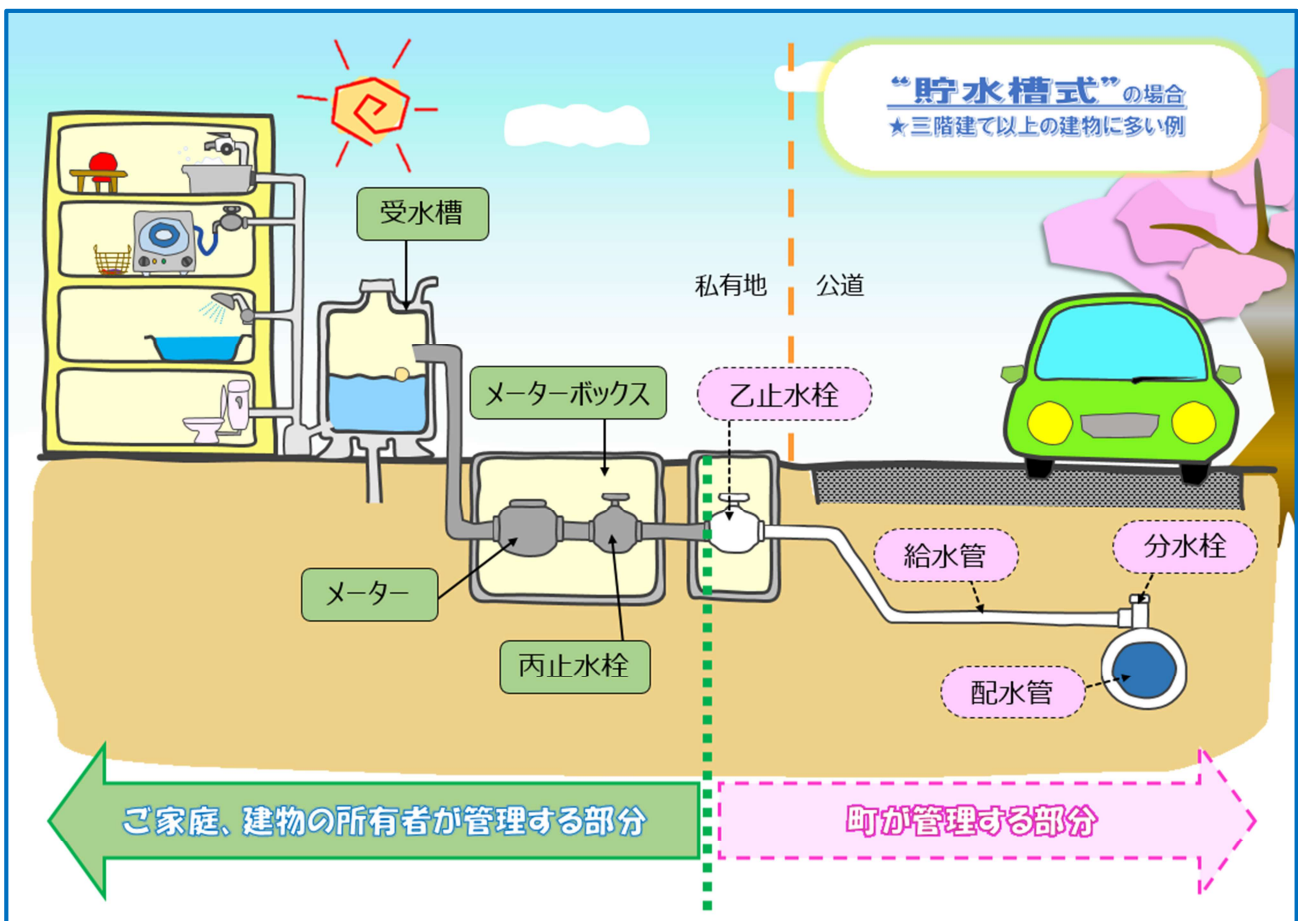 “貯水槽式”の場合
★三階建て以上の建物に多い例
受水槽
私有地
公道
メーターボックス
乙止水栓
給水管
分水栓
メーター
丙止水栓
配水管
ご家庭、建物の所有者が管理する部分
町が管理する部分